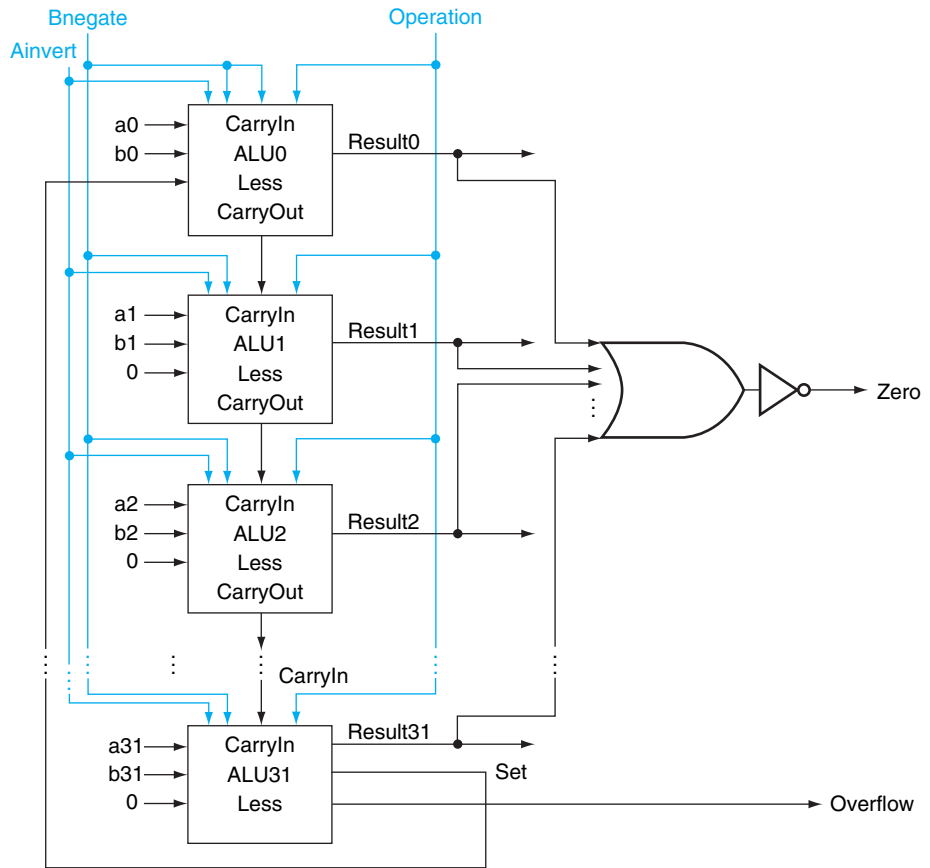 Bnegate
Operation
Ainvert
a0
b0
CarryIn
ALU0
Less
CarryOut
Result0
a1
b1
0
CarryIn
ALU1
Less
CarryOut
Result1
Zero
a2
b2
0
CarryIn
ALU2
Less
CarryOut
Result2
CarryIn
a31
b31
0
CarryIn
ALU31
Less
Result31
Set
Overflow